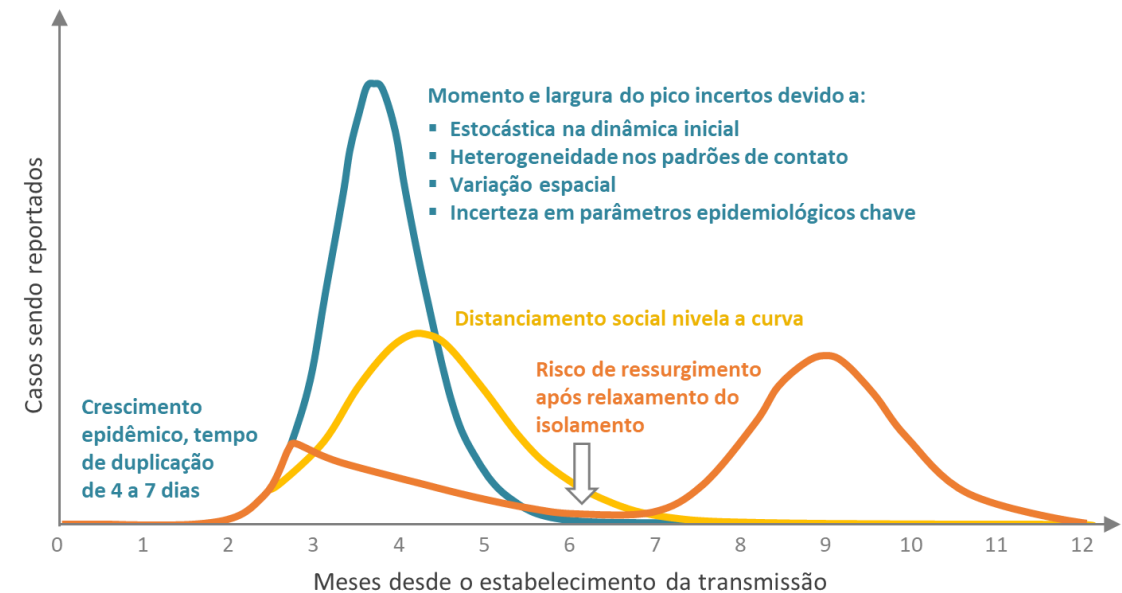 Momento e largura do pico incertos devido a:
▪ Estocástica na dinâmica inicial
▪ Heterogeneidade nos padrões de contato
▪ Variação espacial
▪ Incerteza em parâmetros epidemiológicos chave
Casos sendo reportados
Distanciamento social nivela a curva
Risco de ressurgimento
após relaxamento do
isolamento
Crescimento
epidêmico, tempo
de duplicação
de 4 a 7 dias
0 1 2 3 4 5 6 7 8 9 10 11 12
Meses desde o estabelecimento da transmissão